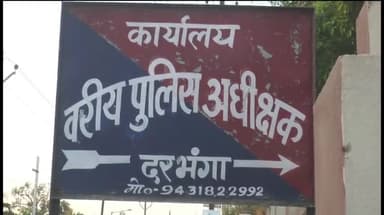 कार्यालय
वरीय पुलिस अधीक्षक
दरभंगा
मो०-9431822992